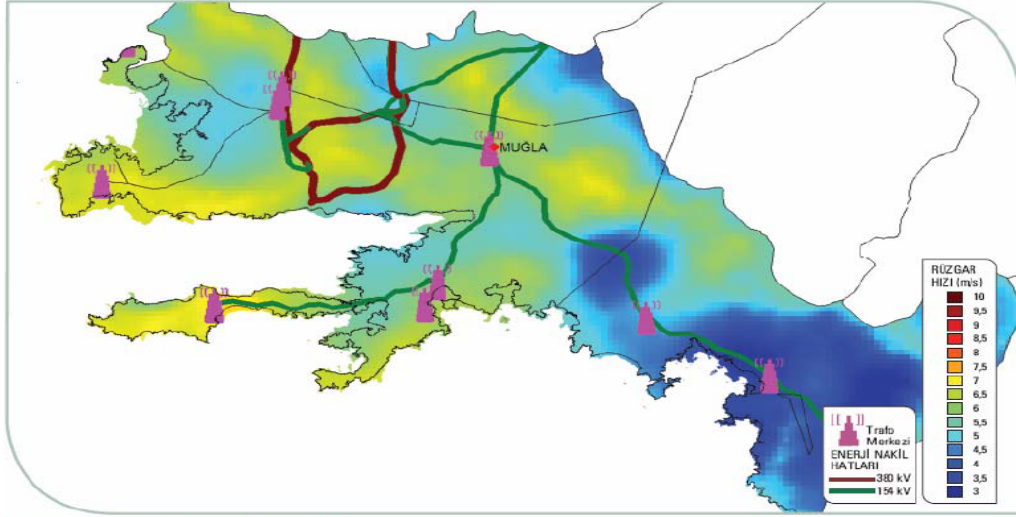 MUĞLA
RÜZGAR
HIZI (m/s)
10
9,5
9
8,5
8
7,5
7
6,5
6
5,5
5
4,5
4
3,5
3
Trafo
Merkezi
ENERJİ NAKİL
HATLARI
380 kV
154 kV